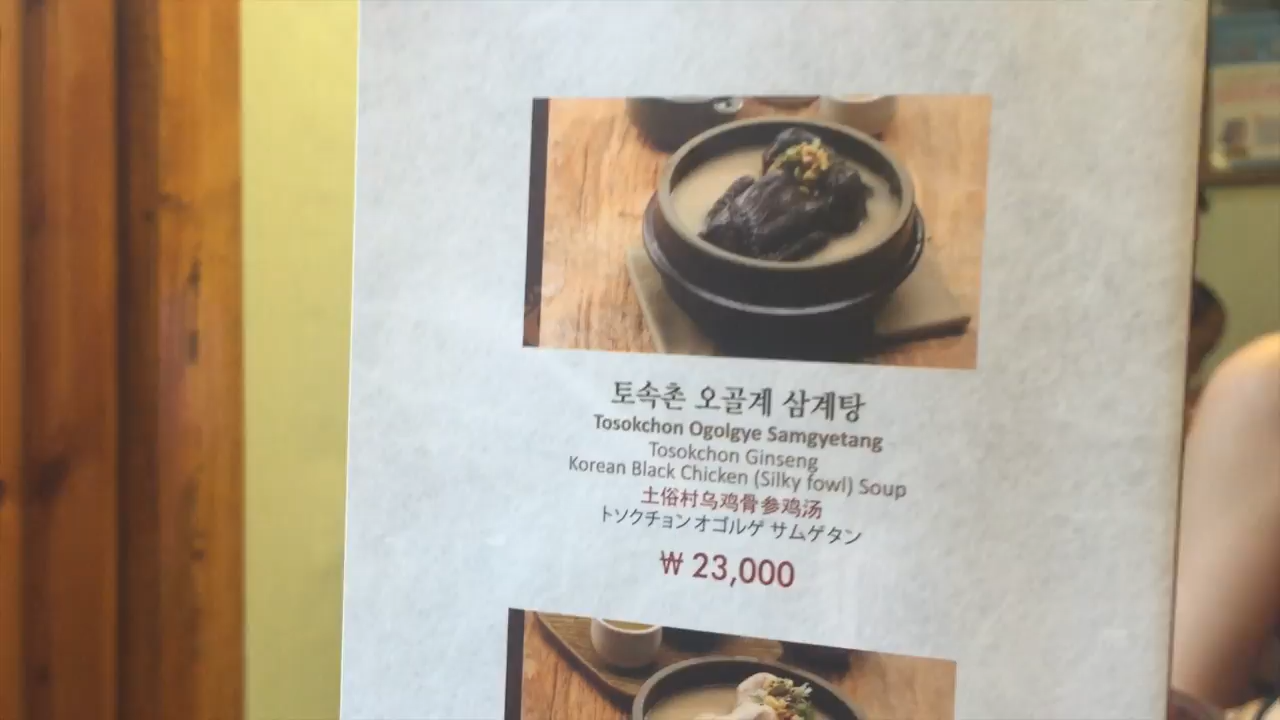 토속촌 오골계 삼계탕
Tosokchon Ogolgye Samgyetang
Tosokchon Ginseng
Korean Black Chicken (Silky fowl) Soup
土俗村乌鸡骨参鸡汤
トソクチョン オゴルゲ サムゲタン
₩ 23,000